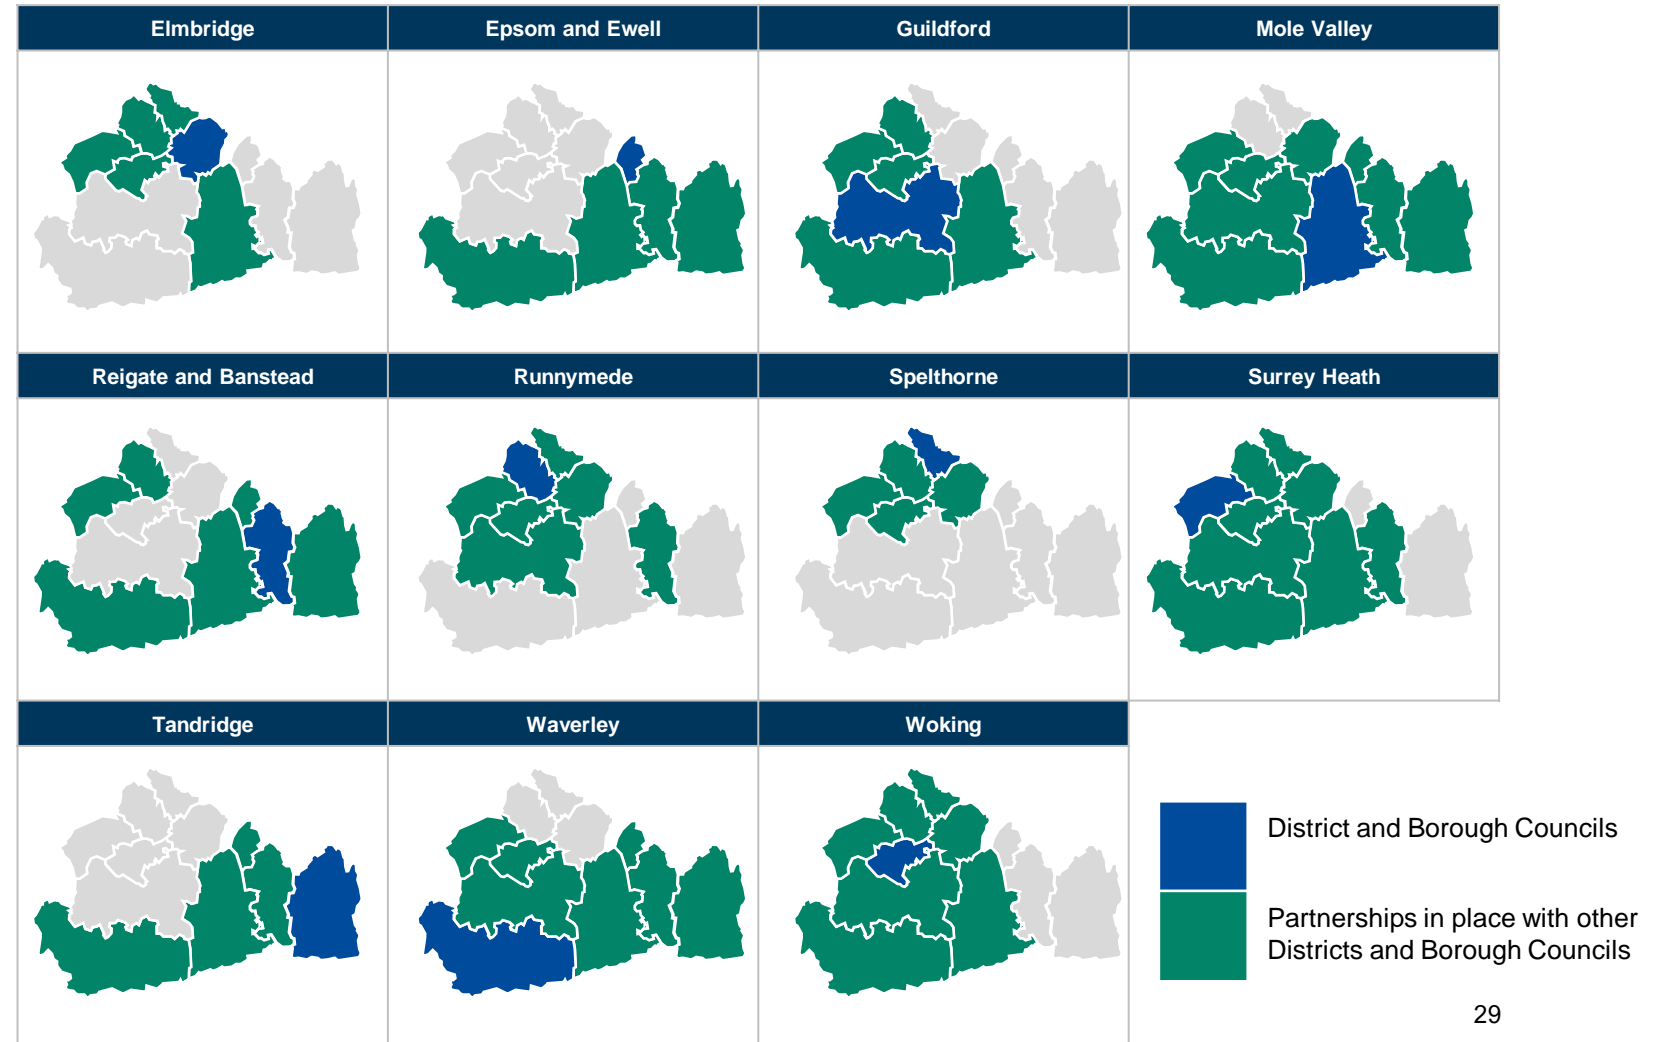 Elmbridge
Epsom and Ewell
Guildford
Mole Valley
Reigate and Banstead
Runnymede
Spelthorne
Surrey Heath
Tandridge
Waverley
Woking
District and Borough Councils
Partnerships in place with other
Districts and Borough Councils
29